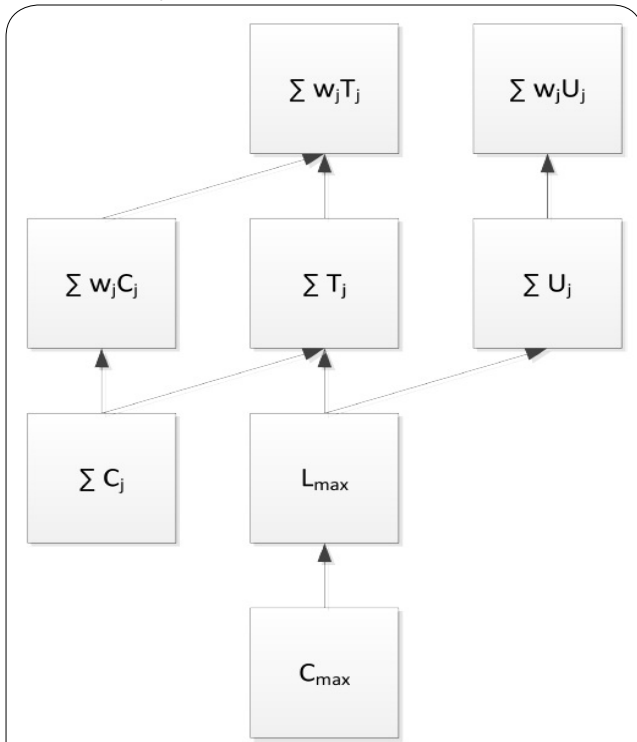 ∑ wⱼTⱼ
∑ wⱼUⱼ
∑ wⱼCⱼ
∑ Tⱼ
∑ Uⱼ
∑ Cⱼ
Lmax
Cmax